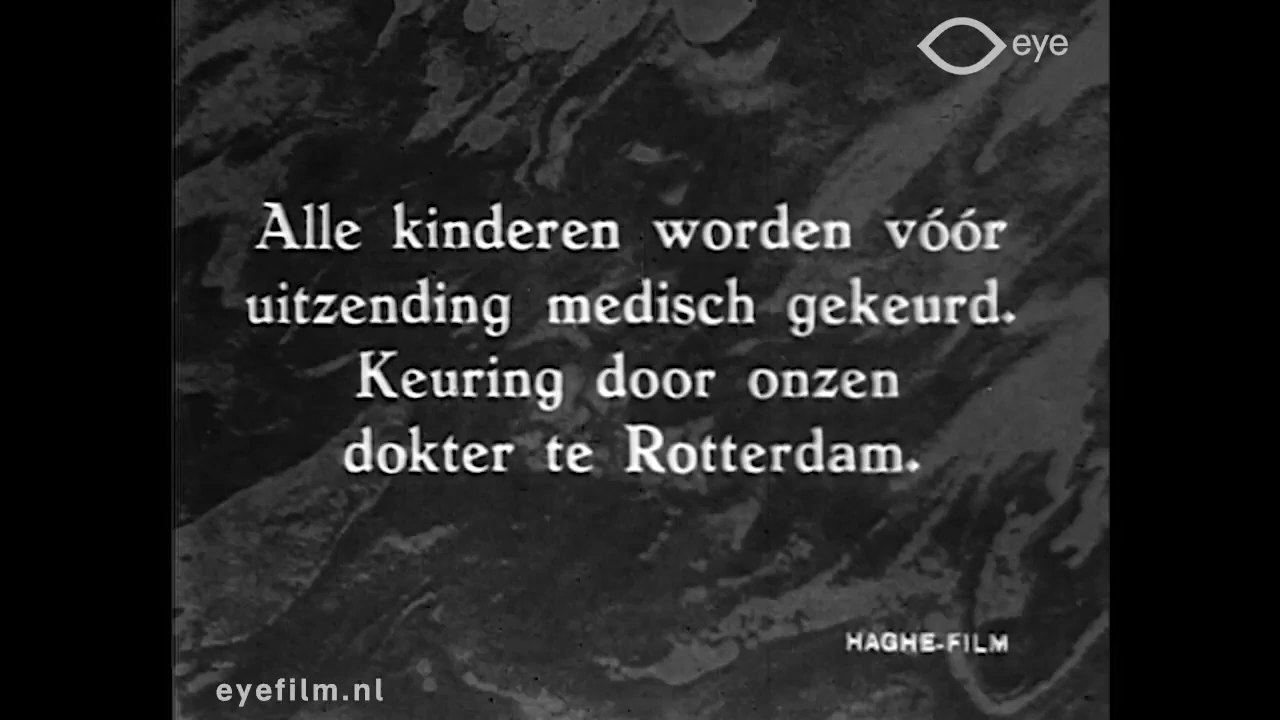 eye
Alle kinderen worden vóór
uitzending medisch gekeurd.
Keuring door onzen
dokter te Rotterdam.
HAGHE-FILM
eyefilm.nl